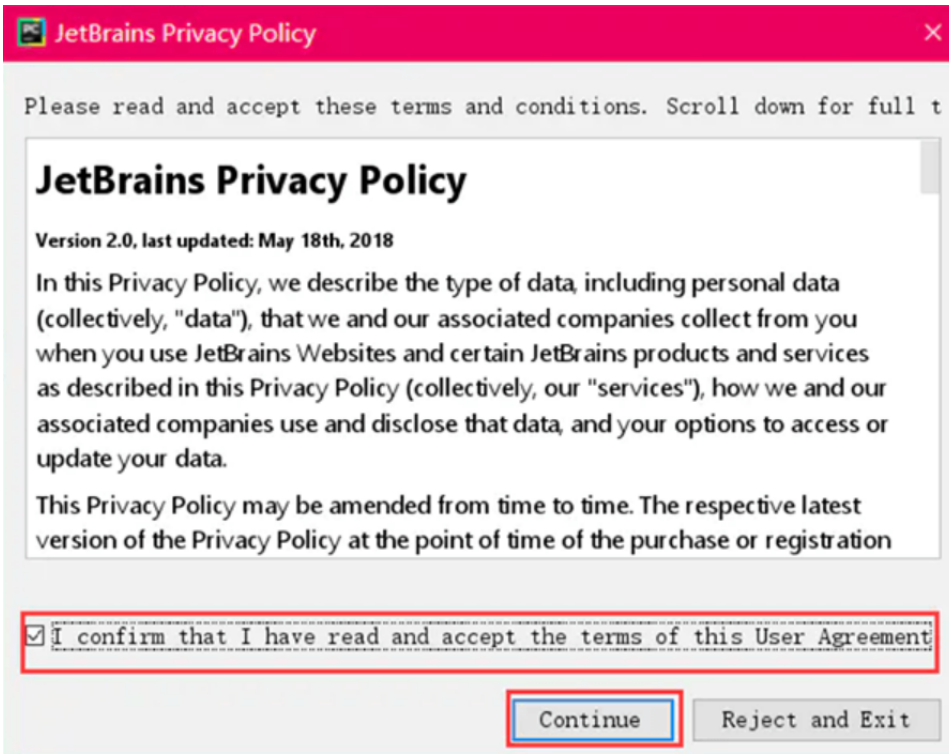 PC
JetBrains Privacy Policy
Please read and accept these terms and conditions. Scroll down for full t
JetBrains Privacy Policy
Version 2.0, last updated: May 18th, 2018
In this Privacy Policy, we describe the type of data, including personal data
(collectively, "data"), that we and our associated companies collect from you
when you use JetBrains Websites and certain JetBrains products and services
as described in this Privacy Policy (collectively, our "services"), how we and our
associated companies use and disclose that data, and your options to access or
update your data.
This Privacy Policy may be amended from time to time. The respective latest
version of the Privacy Policy at the point of time of the purchase or registration
I confirm that I have read and accept the terms of this User Agreement
Continue
Reject and Exit